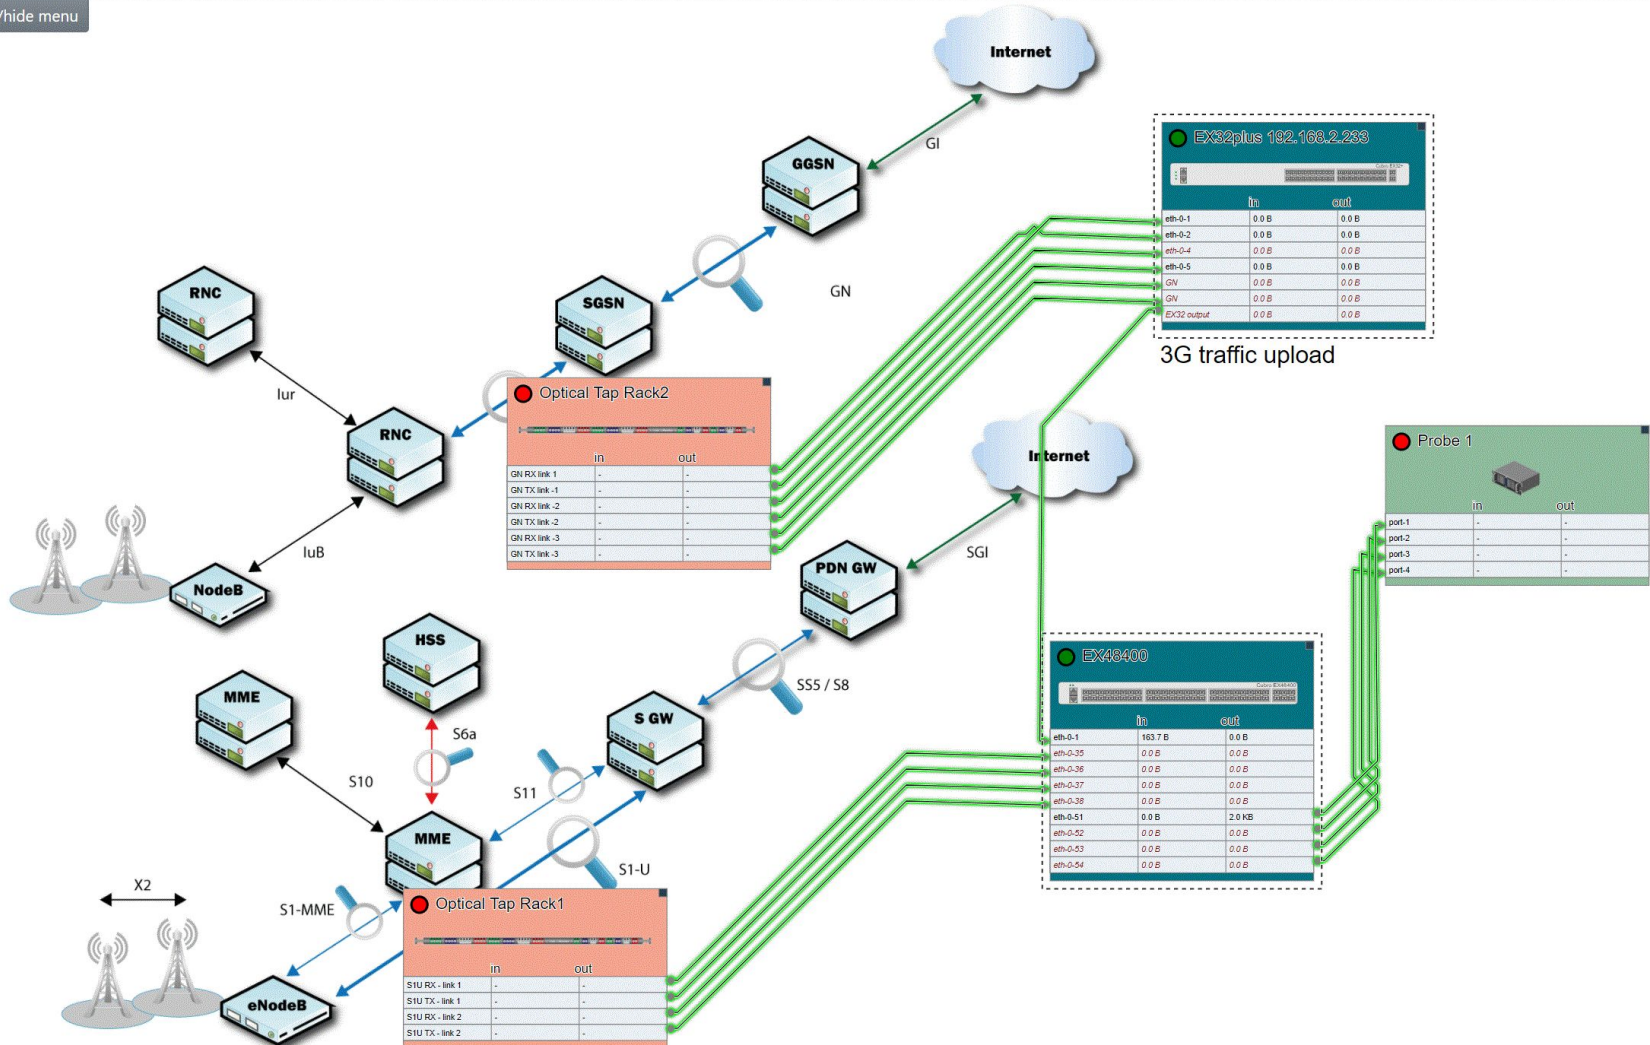 /hide menu
Internet
GI
GGSN
GN
SGSN
RNC
Iur
RNC
IuB
NodeB
EX32plus 192.168.2.233
in out
eth-0-1 0.0 B 0.0 B
eth-0-2 0.0 B 0.0 B
eth-0-4 0.0 B 0.0 B
eth-0-5 0.0 B 0.0 B
GN 0.0 B 0.0 B
GN 0.0 B 0.0 B
EX32 output 0.0 B 0.0 B
3G traffic upload
Optical Tap Rack2
in out
GN RX link 1 - -
GN TX link -1 - -
GN RX link -2 - -
GN TX link -2 - -
GN RX link -3 - -
GN TX link -3 - -
Internet
SGI
PDN GW
SS5 / S8
S GW
HSS
S6a
MME
S10
S11
MME
S1-U
S1-MME
X2
eNodeB
Probe 1
in out
port-1 - -
port-2 - -
port-3 - -
port-4 - -
EX48400
in out
eth-0-1 163.7 B 0.0 B
eth-0-35 0.0 B 0.0 B
eth-0-36 0.0 B 0.0 B
eth-0-37 0.0 B 0.0 B
eth-0-38 0.0 B 0.0 B
eth-0-51 0.0 B 2.0 KB
eth-0-52 0.0 B 0.0 B
eth-0-53 0.0 B 0.0 B
eth-0-54 0.0 B 0.0 B
Optical Tap Rack1
in out
S1U RX - link 1 - -
S1U TX - link 1 - -
S1U RX - link 2 - -
S1U TX - link 2 - -